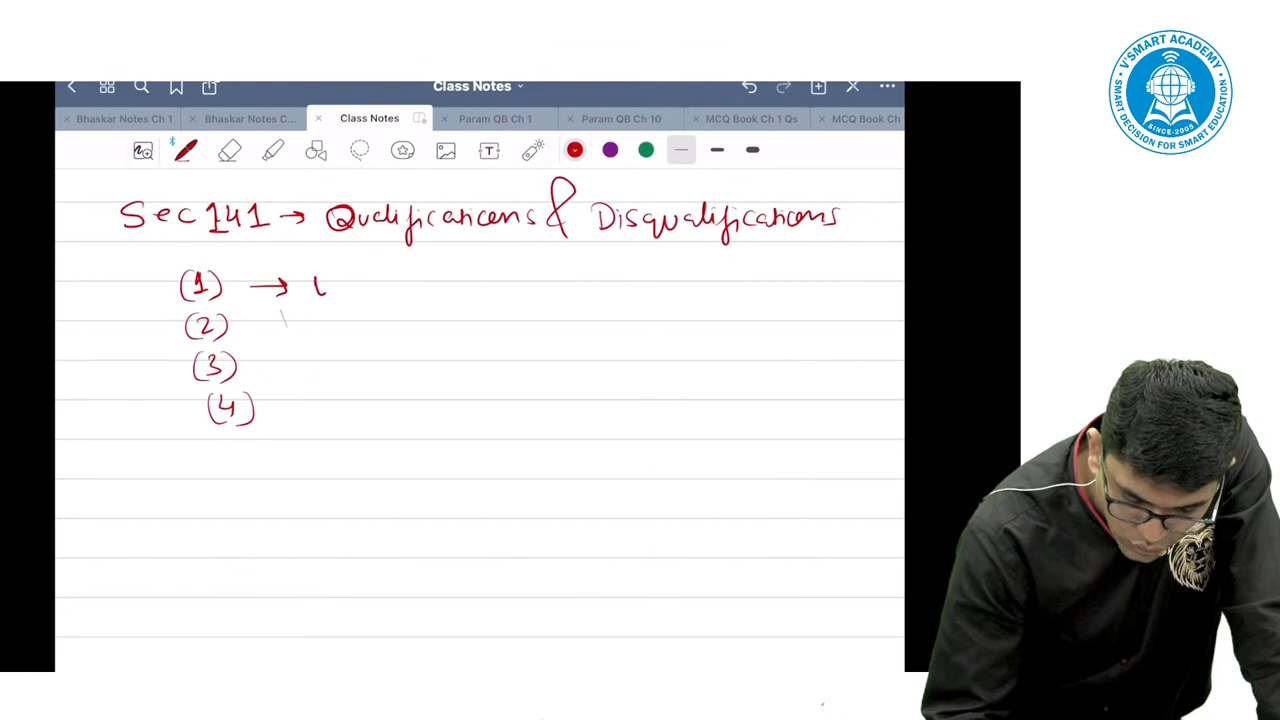 V'SMART ACADEMY
SMART DECISION FOR SMART EDUCATION
SINCE-2005
Class Notes
Bhaskar Notes Ch 1
Bhaskar Notes C...
Class Notes
Param QB Ch 1
Param QB Ch 10
MCQ Book Ch 1 Qs
MCQ Book Ch
Sec 141 → Qualifications & Disqualifications
(1) →
(2)
(3)
(4)